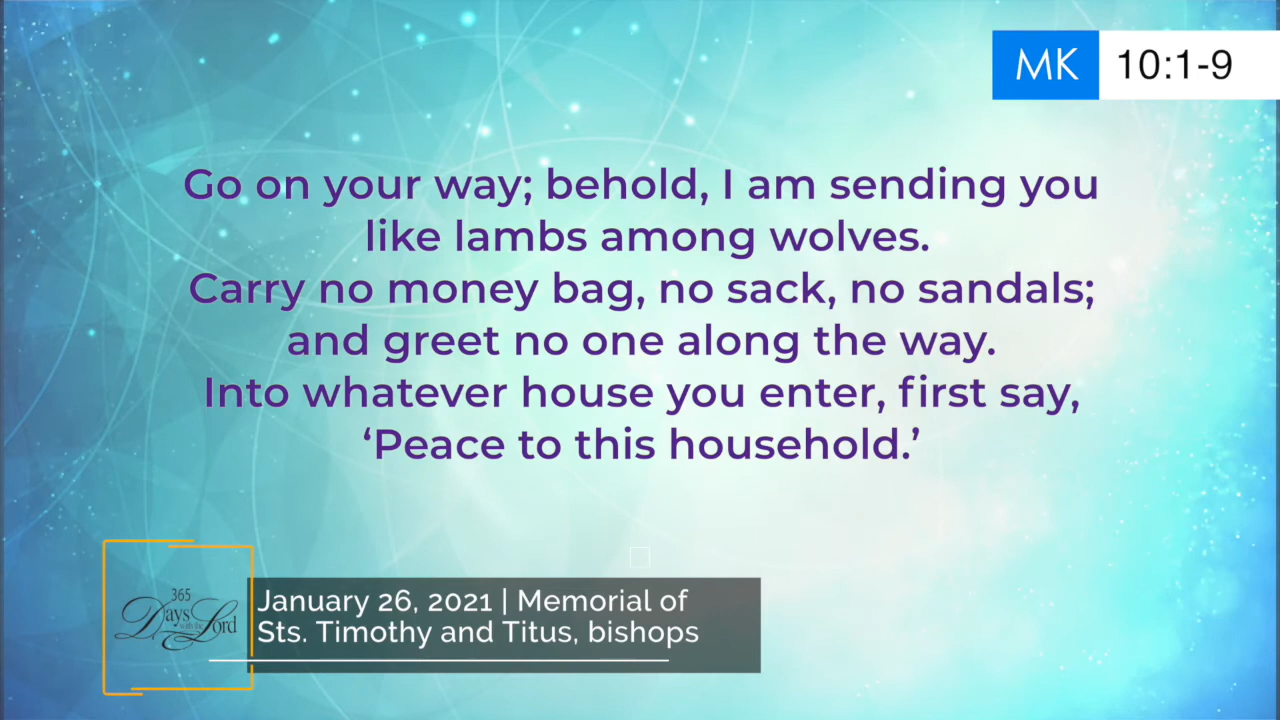 MK 10:1-9
Go on your way; behold, I am sending you
like lambs among wolves.
Carry no money bag, no sack, no sandals;
and greet no one along the way.
Into whatever house you enter, first say,
‘Peace to this household.’
365
Days with the Lord
January 26, 2021 | Memorial of
Sts. Timothy and Titus, bishops